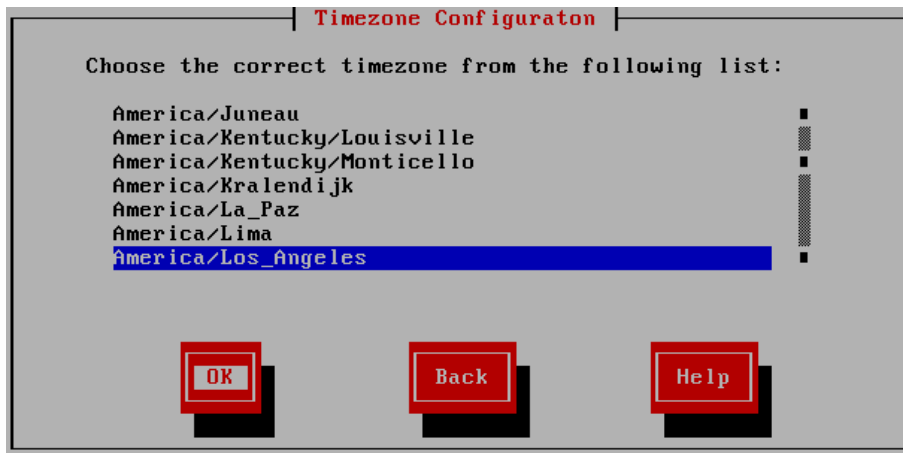 Timezone Configuraton
Choose the correct timezone from the following list:
America/Juneau
America/Kentucky/Louisville
America/Kentucky/Monticello
America/Kralendijk
America/La_Paz
America/Lima
America/Los_Angeles
OK Back Help